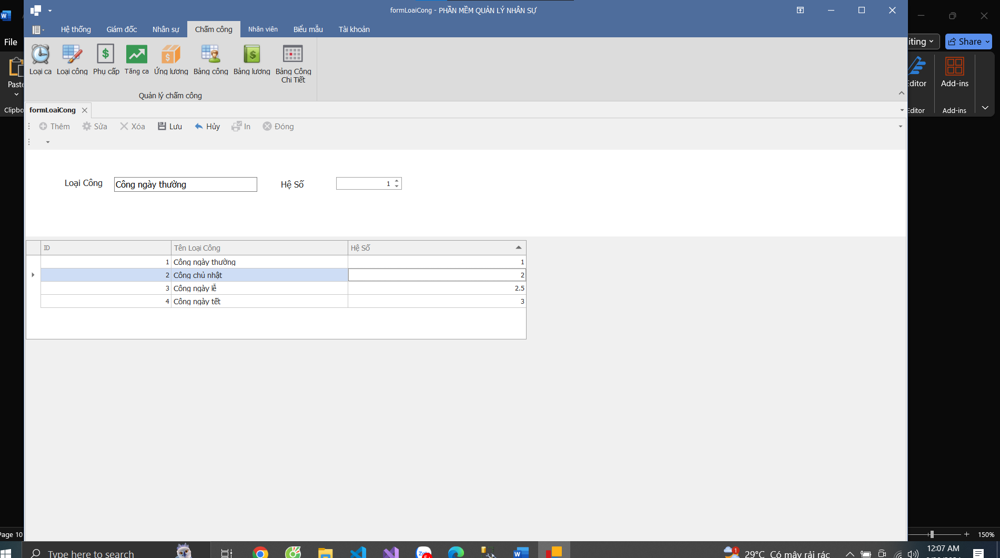 formLoaiCong - PHẦN MỀM QUẢN LÝ NHÂN SỰ
Hệ thống Giám đốc Nhân sự Chấm công Nhân viên Biểu mẫu Tài khoản
File
iting Share
Loại ca Loại công Phụ cấp Tăng ca Ứng lương Bảng công Bảng lương Bảng Công Chi Tiết
Paste
Editor Add-ins
Quản lý chấm công
Clipbo
Editor Add-ins
formLoaiCong
Thêm Sửa Xóa Lưu Hủy In Đóng
Loại Công Công ngày thường Hệ Số 1
ID Tên Loại Công Hệ Số
1 Công ngày thường 1
2 Công chủ nhật 2
3 Công ngày lễ 2.5
4 Công ngày tết 3
Page 10
150%
Type here to search
1 29°C Có mây rải rác
12:07 AM